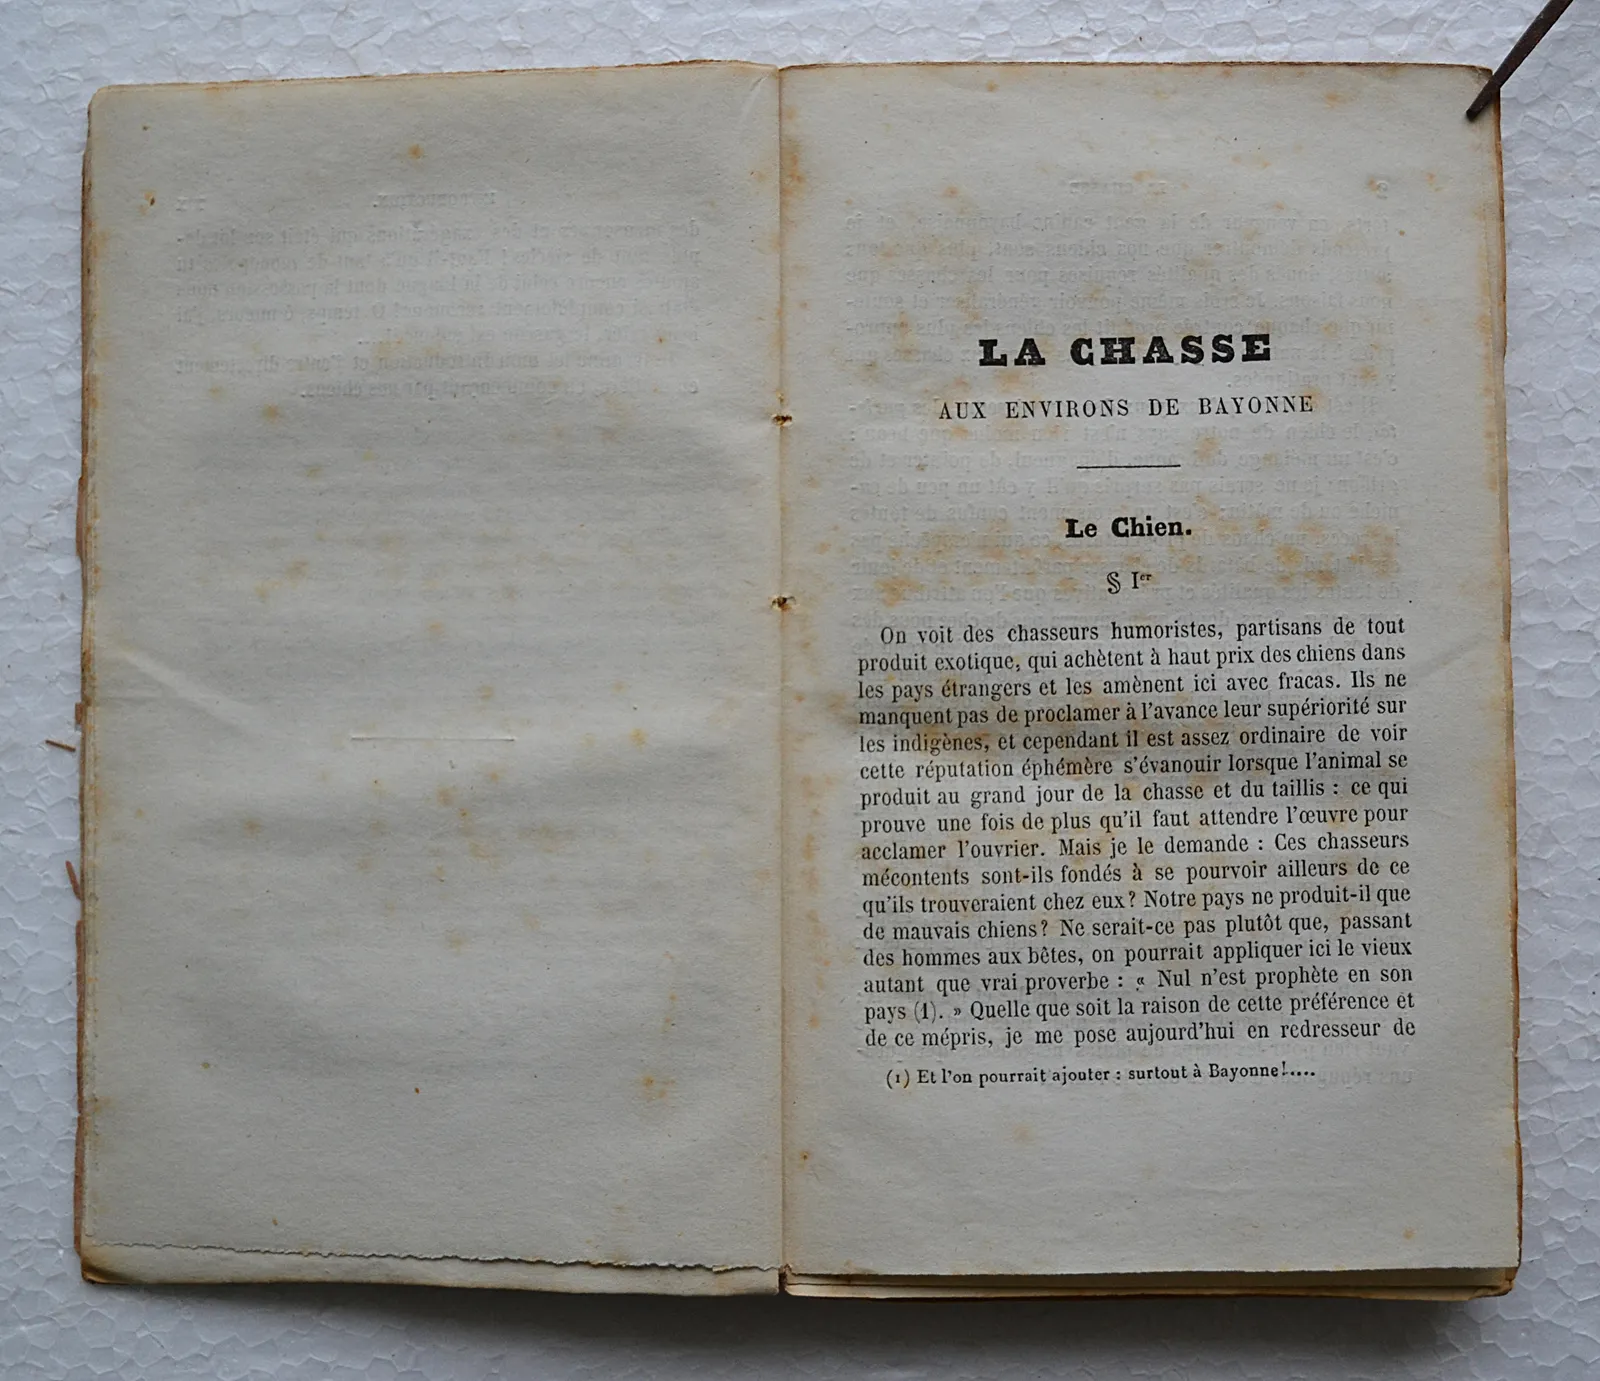 LA CHASSE
AUX ENVIRONS DE BAYONNE
Le Chien.
§ Ier
On voit des chasseurs humoristes, partisans de tout
produit exotique, qui achètent à haut prix des chiens dans
les pays étrangers et les amènent ici avec fracas. Ils ne
manquent pas de proclamer à l'avance leur supériorité sur
les indigènes, et cependant il est assez ordinaire de voir
cette réputation éphémère s'évanouir lorsque l'animal se
produit au grand jour de la chasse et du taillis : ce qui
prouve une fois de plus qu'il faut attendre l'œuvre pour
acclamer l'ouvrier. Mais je le demande : Ces chasseurs
mécontents sont-ils fondés à se pourvoir ailleurs de ce
qu'ils trouveraient chez eux? Notre pays ne produit-il que
de mauvais chiens? Ne serait-ce pas plutôt que, passant
des hommes aux bêtes, on pourrait appliquer ici le vieux
autant que vrai proverbe : « Nul n'est prophète en son
pays (1). » Quelle que soit la raison de cette préférence et
de ce mépris, je me pose aujourd'hui en redresseur de
(1) Et l'on pourrait ajouter : surtout à Bayonne!....